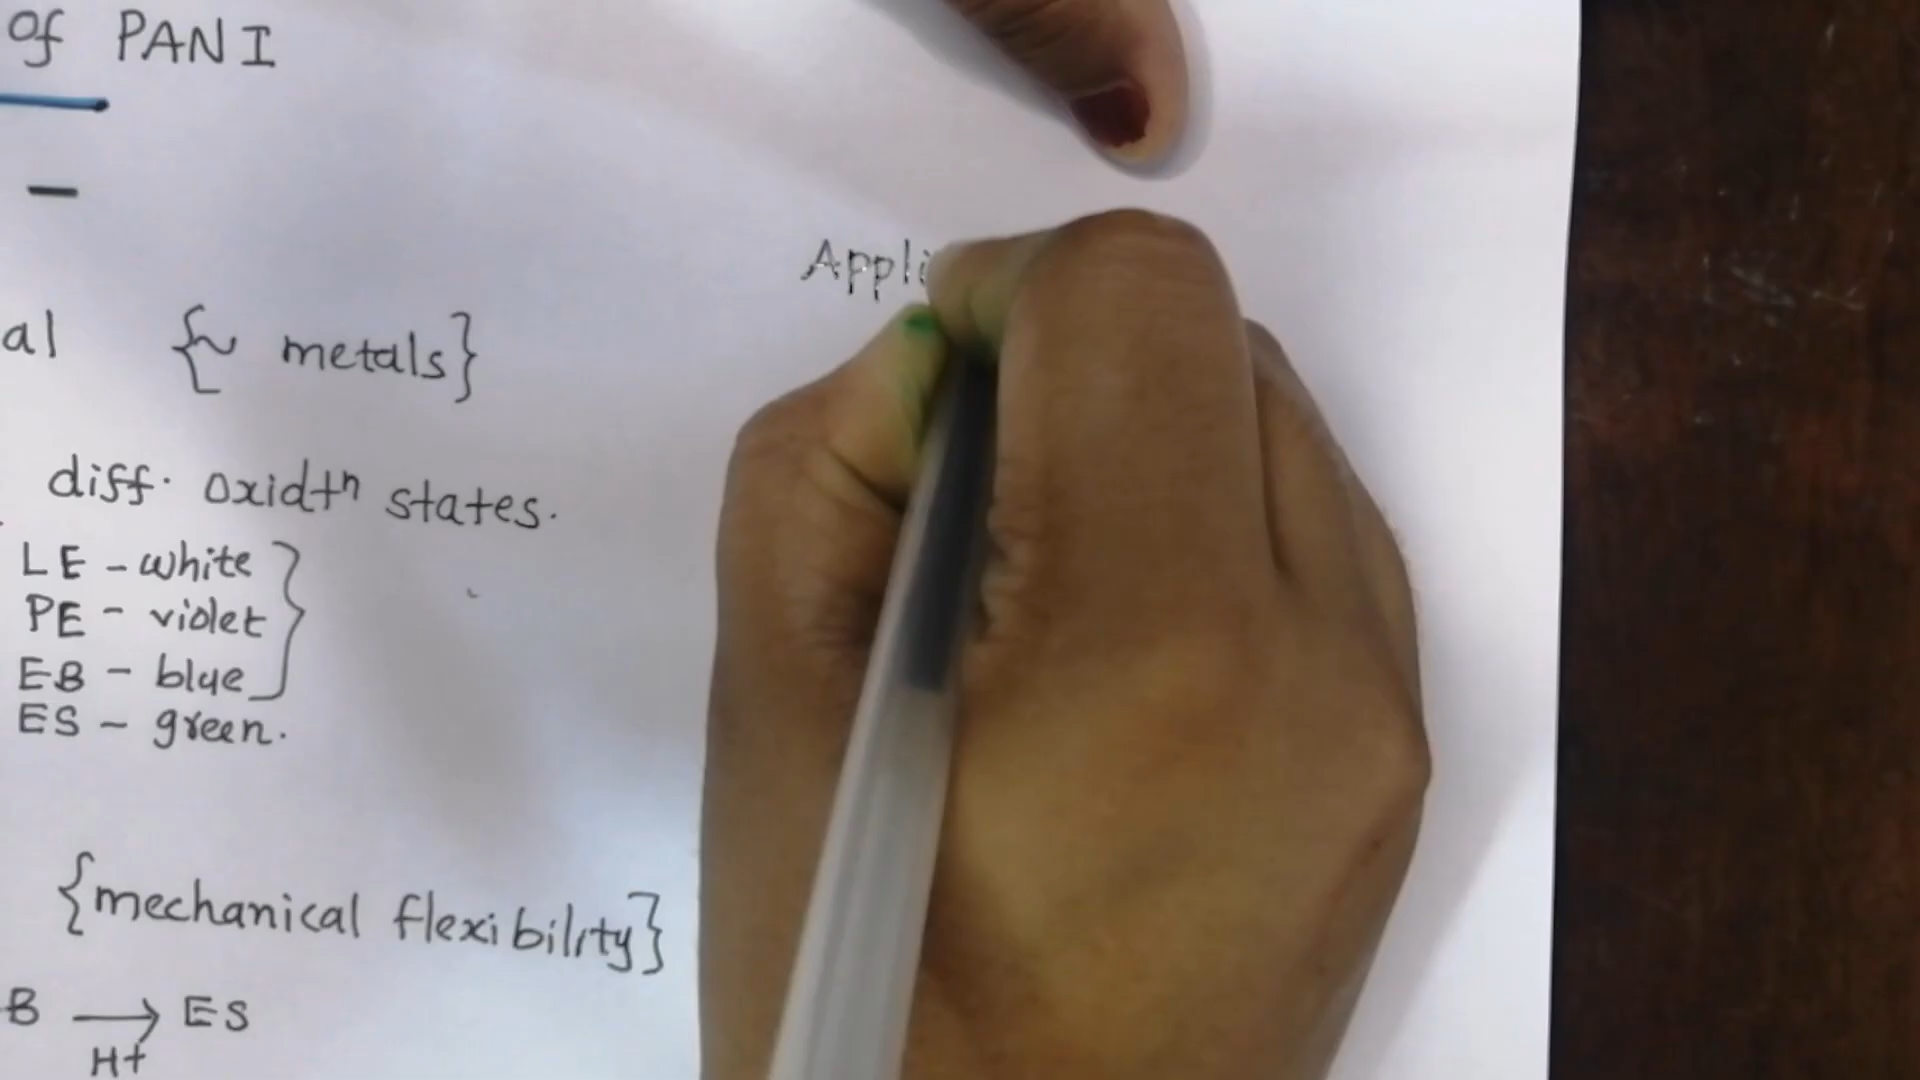 of PANI
-
Appli
al {~ metals}
diff. oxidtn states.
LE - white
PE - violet
EB - blue
ES - green.
{mechanical flexibility}
B → ES
H+